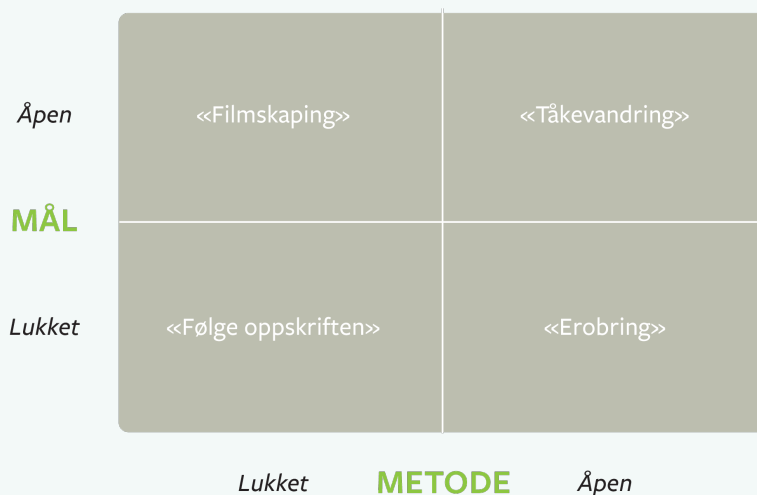 Åpen
«Filmskaping»
«Tåkevandring»
MÅL
Lukket
«Følge oppskriften»
«Erobring»
Lukket
METODE
Åpen